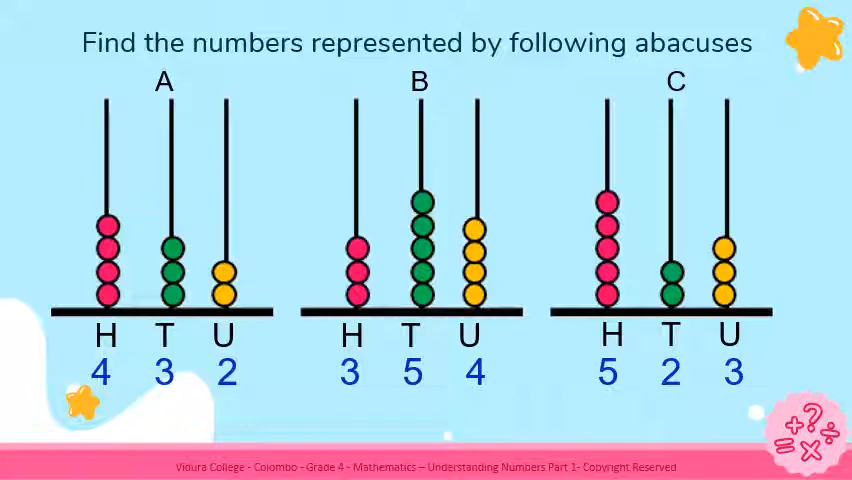 Find the numbers represented by following abacuses
A B C
H T U H T U H T U
4 3 2 3 5 4 5 2 3
Vidura College - Colombo - Grade 4 - Mathematics – Understanding Numbers Part 1- Copyright Reserved